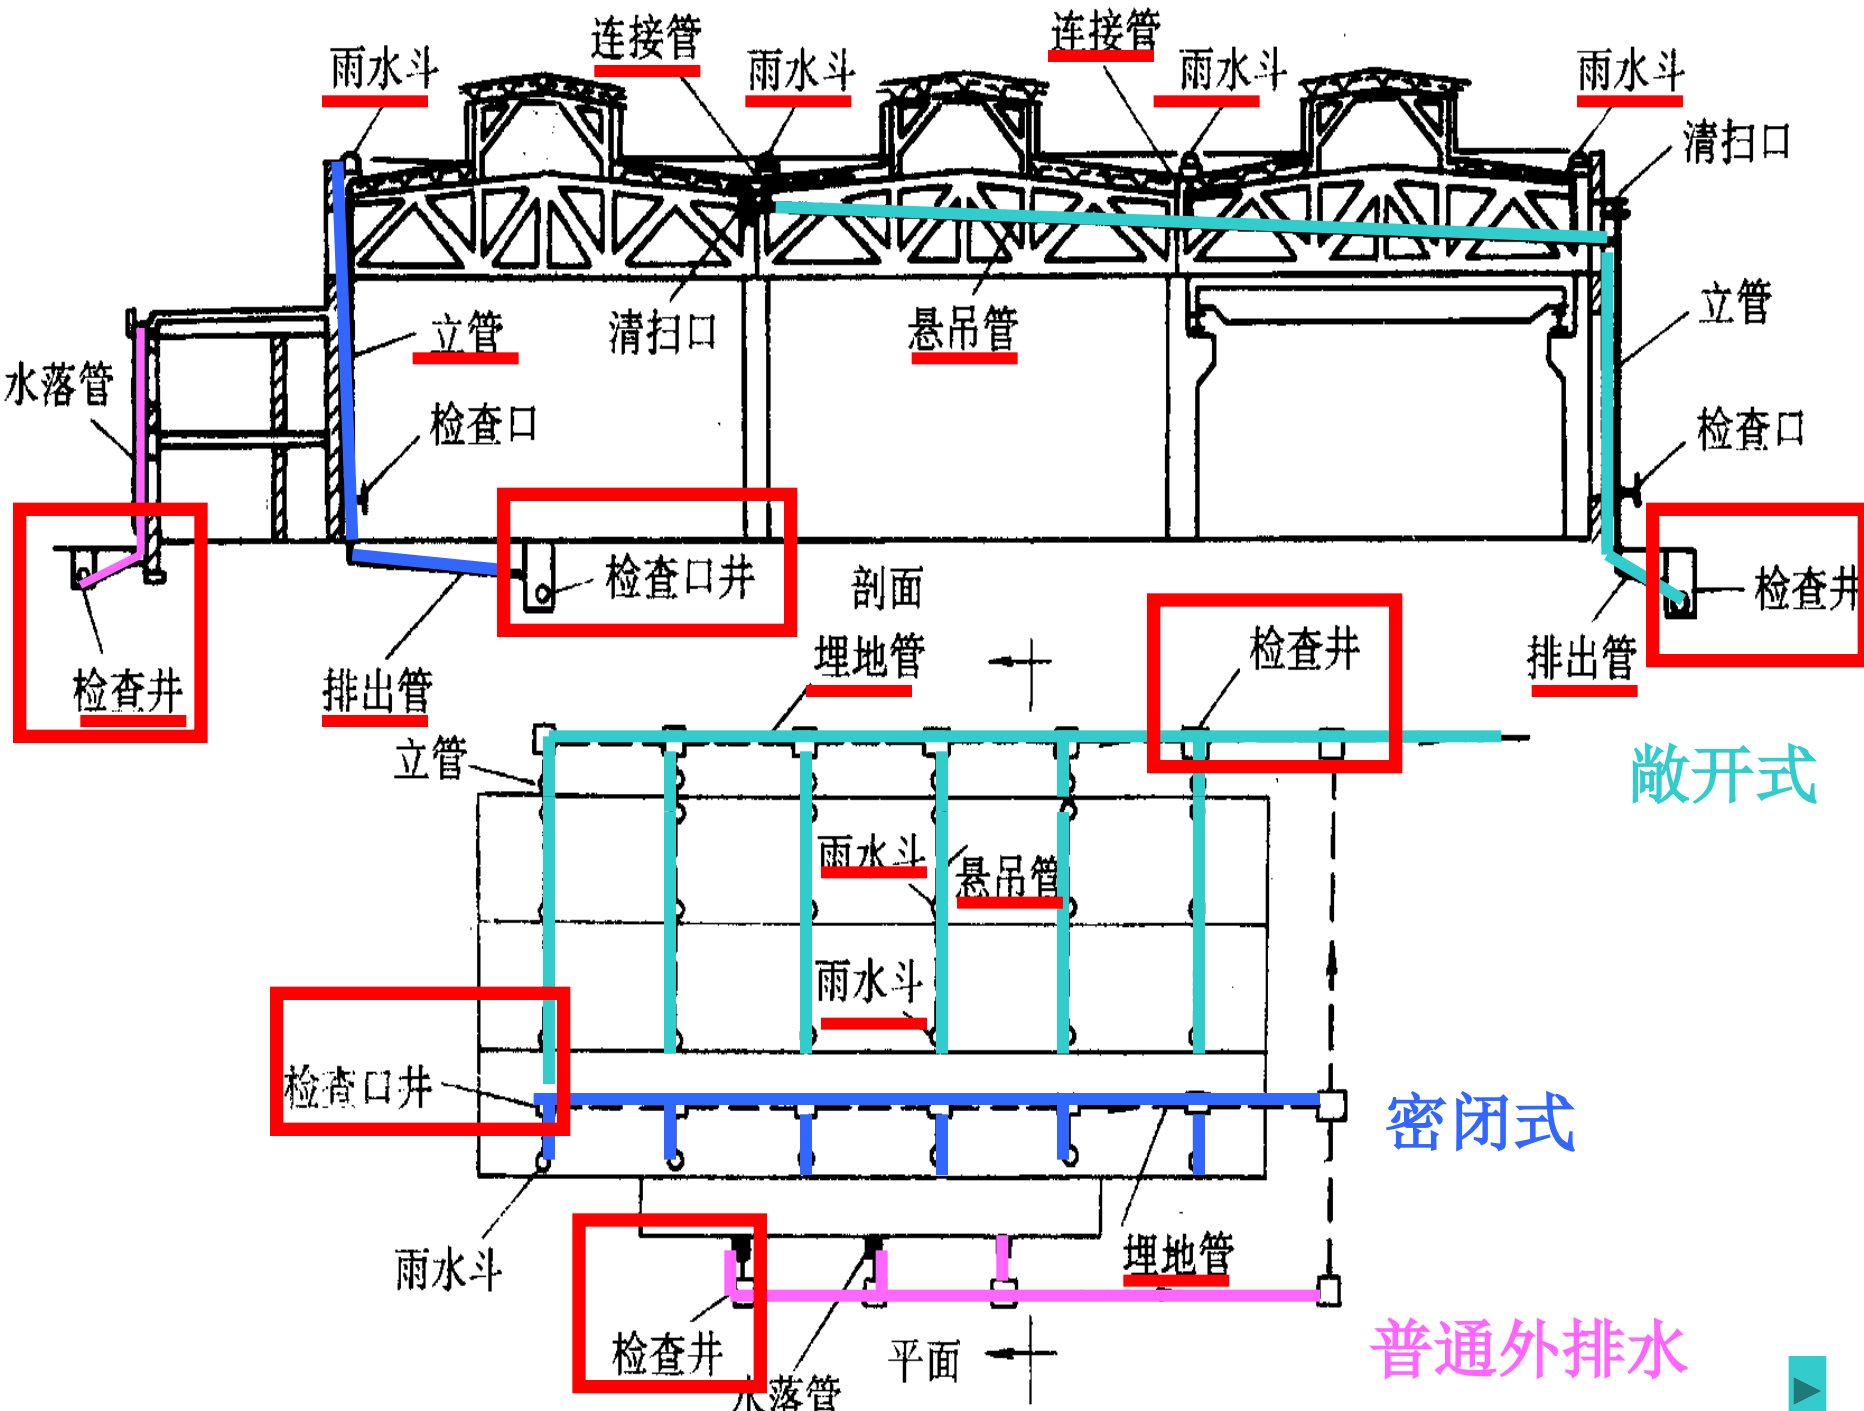 连接管
连接管
雨水斗
雨水斗
雨水斗
雨水斗
清扫口
立管
清扫口
悬吊管
立管
水落管
检查口
检查口
检查口井
剖面
检查井
检查井
排出管
埋地管
检查井
排出管
立管
敞开式
雨水斗
悬吊管
雨水斗
检查口井
密闭式
雨水斗
埋地管
检查井
平面
普通外排水
水落管